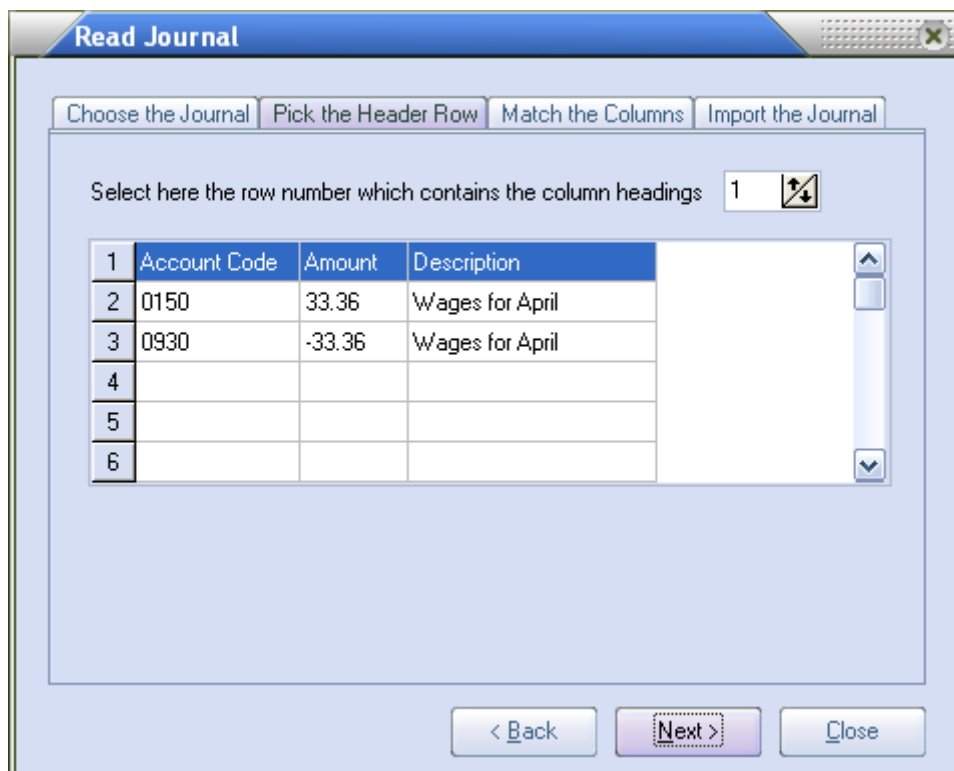 Read Journal
Choose the Journal Pick the Header Row Match the Columns Import the Journal
Select here the row number which contains the column headings 1
1 Account Code Amount Description
2 0150 33.36 Wages for April
3 0930 -33.36 Wages for April
4
5
6
< Back Next > Close